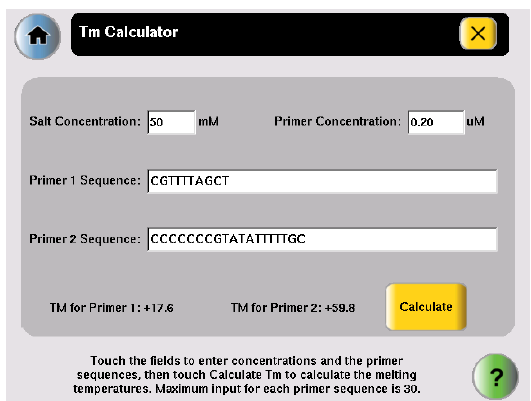 Tm Calculator
Salt Concentration: 50 mM Primer Concentration: 0.20 uM
Primer 1 Sequence: CGTTTTAGCT
Primer 2 Sequence: CCCCCCCGTATATTTTTGC
TM for Primer 1: +17.6 TM for Primer 2: +59.8 Calculate
Touch the fields to enter concentrations and the primer
sequences, then touch Calculate Tm to calculate the melting
temperatures. Maximum input for each primer sequence is 30.
?